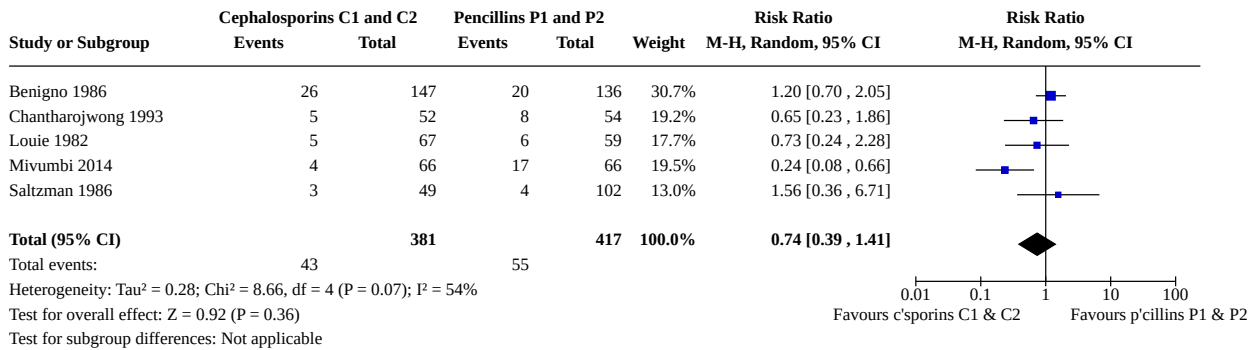 Cephalosporins C1 and C2 Pencillins P1 and P2 Risk Ratio Risk Ratio
Study or Subgroup Events Total Events Total Weight M-H, Random, 95% CI M-H, Random, 95% CI
Benigno 1986 26 147 20 136 30.7% 1.20 [0.70 , 2.05]
Chantharojwong 1993 5 52 8 54 19.2% 0.65 [0.23 , 1.86]
Louie 1982 5 67 6 59 17.7% 0.73 [0.24 , 2.28]
Mivumbi 2014 4 66 17 66 19.5% 0.24 [0.08 , 0.66]
Saltzman 1986 3 49 4 102 13.0% 1.56 [0.36 , 6.71]
Total (95% CI) 381 417 100.0% 0.74 [0.39 , 1.41]
Total events: 43 55
Heterogeneity: Tau² = 0.28; Chi² = 8.66, df = 4 (P = 0.07); I² = 54%
0.01 0.1 1 10 100
Test for overall effect: Z = 0.92 (P = 0.36) Favours c'sporins C1 & C2 Favours p'cillins P1 & P2
Test for subgroup differences: Not applicable